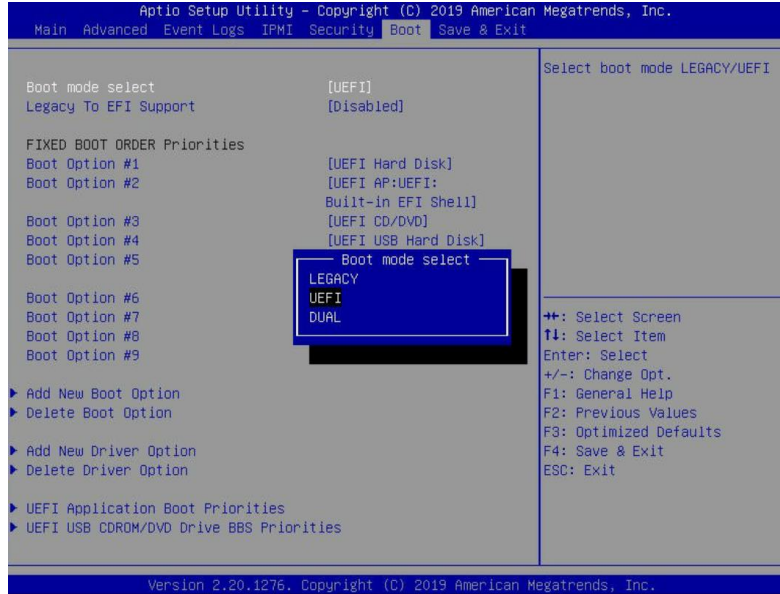 Aptio Setup Utility - Copyright (C) 2019 American Megatrends, Inc.
Main Advanced Event Logs IPMI Security Boot Save & Exit
Boot mode select [UEFI]
Legacy To EFI Support [Disabled]
FIXED BOOT ORDER Priorities
Boot Option #1 [UEFI Hard Disk]
Boot Option #2 [UEFI AP:UEFI:
Built-in EFI Shell]
Boot Option #3 [UEFI CD/DVD]
Boot Option #4 [UEFI USB Hard Disk]
Boot Option #5
Boot Option #6
Boot Option #7
Boot Option #8
Boot Option #9
Boot mode select
LEGACY
UEFI
DUAL
Add New Boot Option
Delete Boot Option
Add New Driver Option
Delete Driver Option
UEFI Application Boot Priorities
UEFI USB CDROM/DVD Drive BBS Priorities
Select boot mode LEGACY/UEFI
→←: Select Screen
↑↓: Select Item
Enter: Select
+/-: Change Opt.
F1: General Help
F2: Previous Values
F3: Optimized Defaults
F4: Save & Exit
ESC: Exit
Version 2.20.1276. Copyright (C) 2019 American Megatrends, Inc.